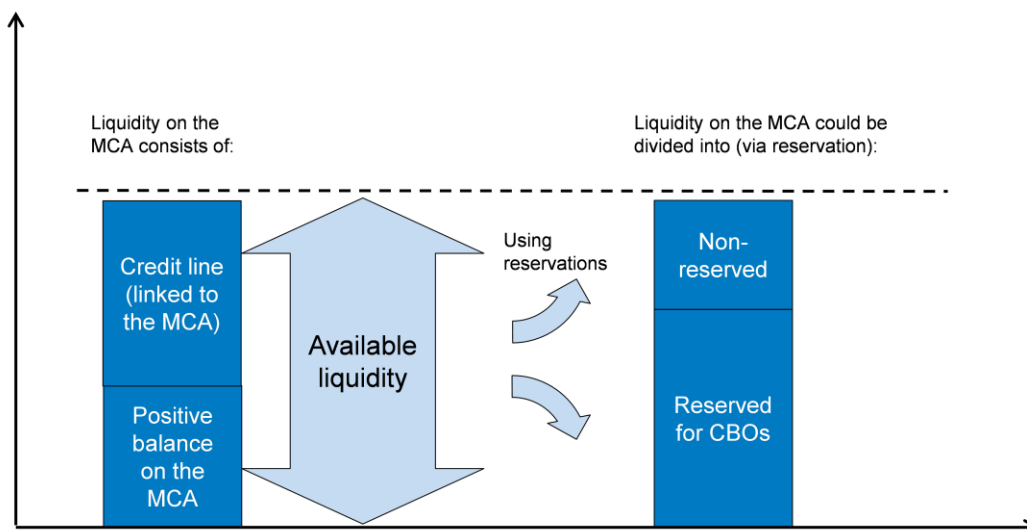 Liquidity on the
MCA consists of:
Liquidity on the MCA could be
divided into (via reservation):
Credit line
(linked to
the MCA)
Positive
balance
on the
MCA
Available
liquidity
Using
reservations
Non-
reserved
Reserved
for CBOs